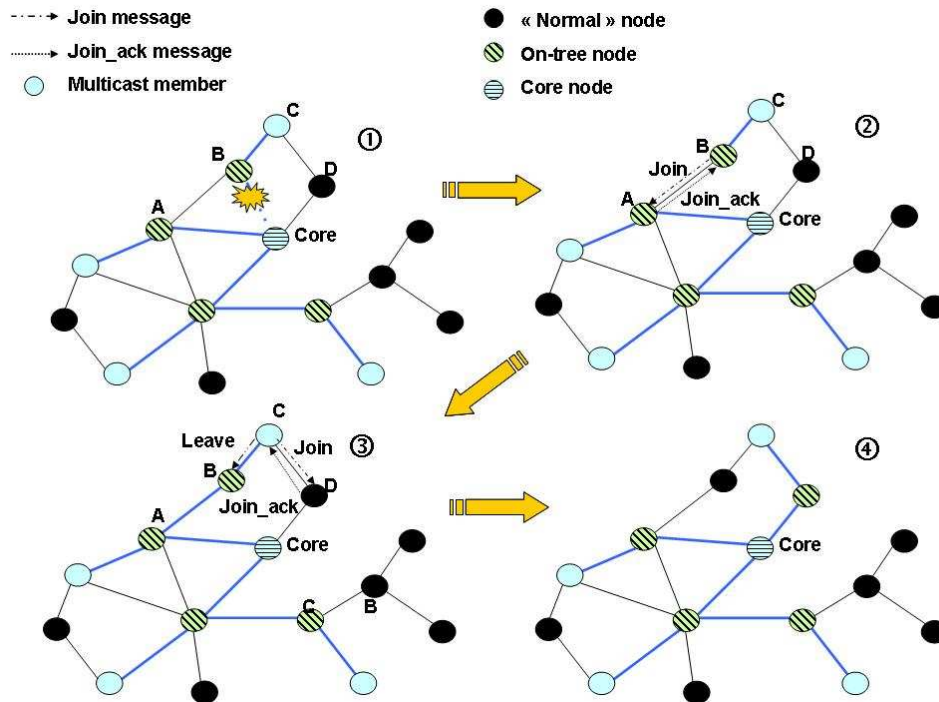 Join message
Join_ack message
Multicast member
« Normal » node
On-tree node
Core node
①
C
B
D
A
Core
②
C
B
D
Join
A
Join_ack
Core
③
C
Leave
Join
B
D
Join_ack
A
Core
C
B
④
Core